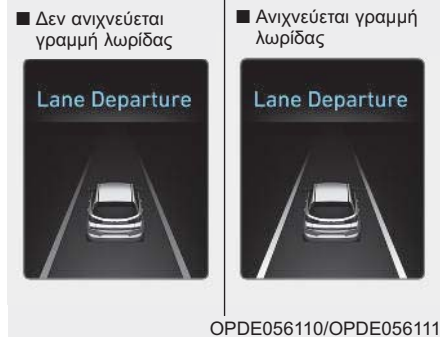 ■ Δεν ανιχνεύεται
γραμμή λωρίδας
Lane Departure
■ Ανιχνεύεται γραμμή
λωρίδας
Lane Departure
OPDE056110/OPDE056111